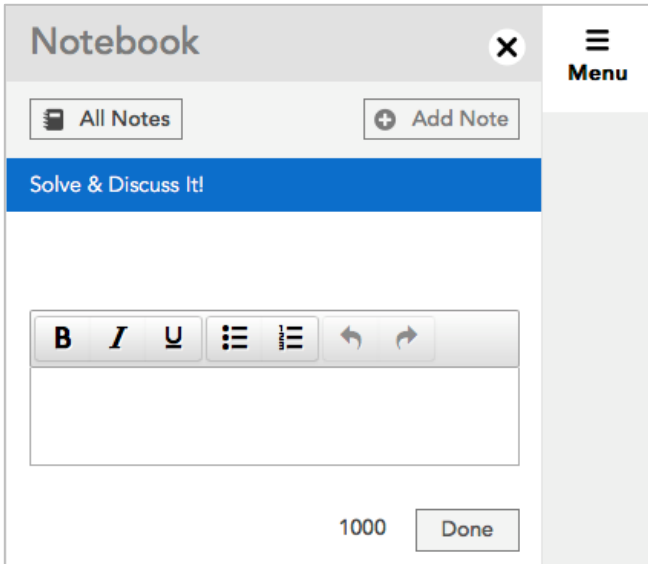 Notebook
Menu
All Notes
Add Note
Solve & Discuss It!
B I U
1000
Done